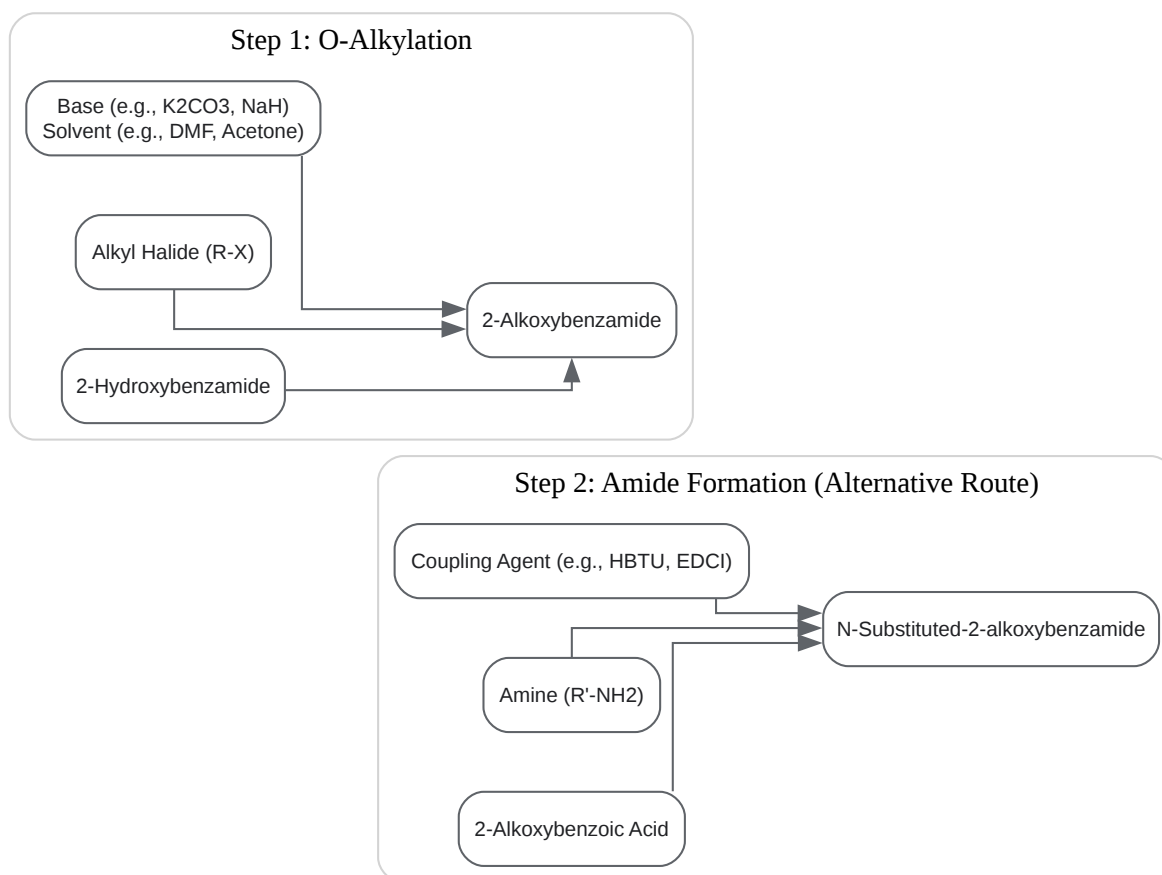 Step 1: O-Alkylation
Base (e.g., K2CO3, NaH)
Solvent (e.g., DMF, Acetone)
Alkyl Halide (R-X)
2-Alkoxybenzamide
2-Hydroxybenzamide
Step 2: Amide Formation (Alternative Route)
Coupling Agent (e.g., HBTU, EDCI)
N-Substituted-2-alkoxybenzamide
Amine (R'-NH2)
2-Alkoxybenzoic Acid